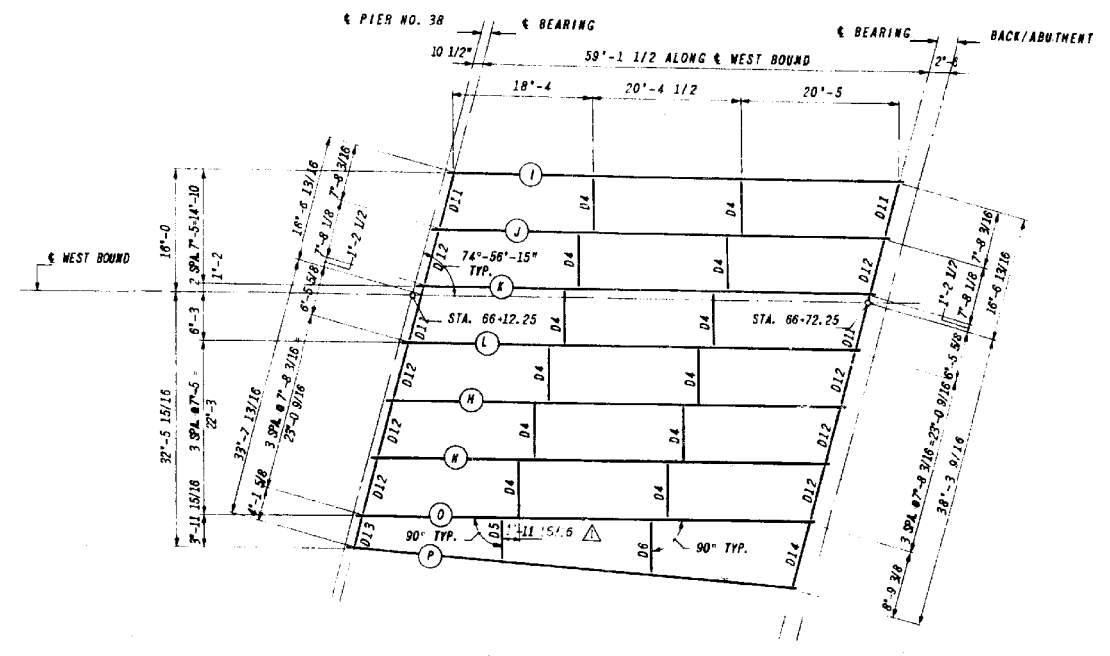 ℄ PIER NO. 38
℄ BEARING
℄ BEARING
BACK/ABUTMENT
10 1/2"
59'-1 1/2 ALONG ℄ WEST BOUND
18'-4
20'-4 1/2
20'-5
I
D11
D4
D4
D11
J
D12
D4
D4
D12
74°-56'-15"
TYP.
K
℄ WEST BOUND
STA. 66+12.25
STA. 66+72.25
D11
D4
D4
D11
L
D12
D4
D4
D12
M
D12
D4
D4
D12
N
D12
D4
D4
D12
O
D13
90° TYP.
D5
D6
90° TYP.
D14
P
16'-0
2 SPA. 7'-5=14'-10
1'-2
6'-3
32'-5 15/16
3 SPA. @7'-5 =
22'-3
3'-11 15/16
16'-6 13/16
7'-8 3/16
7'-8 1/8
1'-2 1/2
6'-5 5/8
33'-7 13/16
3 SPA. @ 7'-8 3/16 =
23'-0 9/16
4'-1 5/8
7'-8 3/16
16'-6 13/16
7'-8 1/8
1'-2 1/2
6'-5 5/8
3 SPA. @7'-8 3/16 =23'-0 9/16
38'-3 9/16
8'-9 3/8